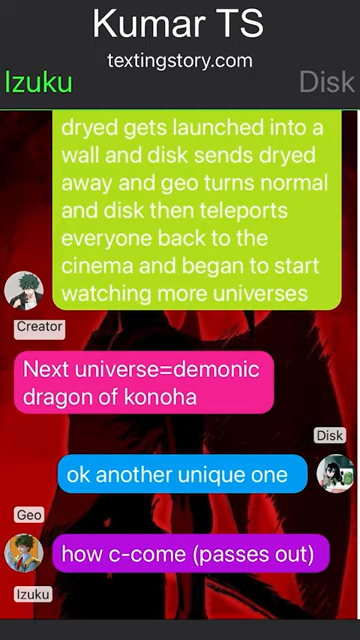 Kumar TS
textingstory.com
Izuku
Disk
dryed gets launched into a
wall and disk sends dryed
away and geo turns normal
and disk then teleports
everyone back to the
cinema and began to start
watching more universes
Creator
Next universe=demonic
dragon of konoha
Disk
ok another unique one
Geo
how c-come (passes out)
Izuku